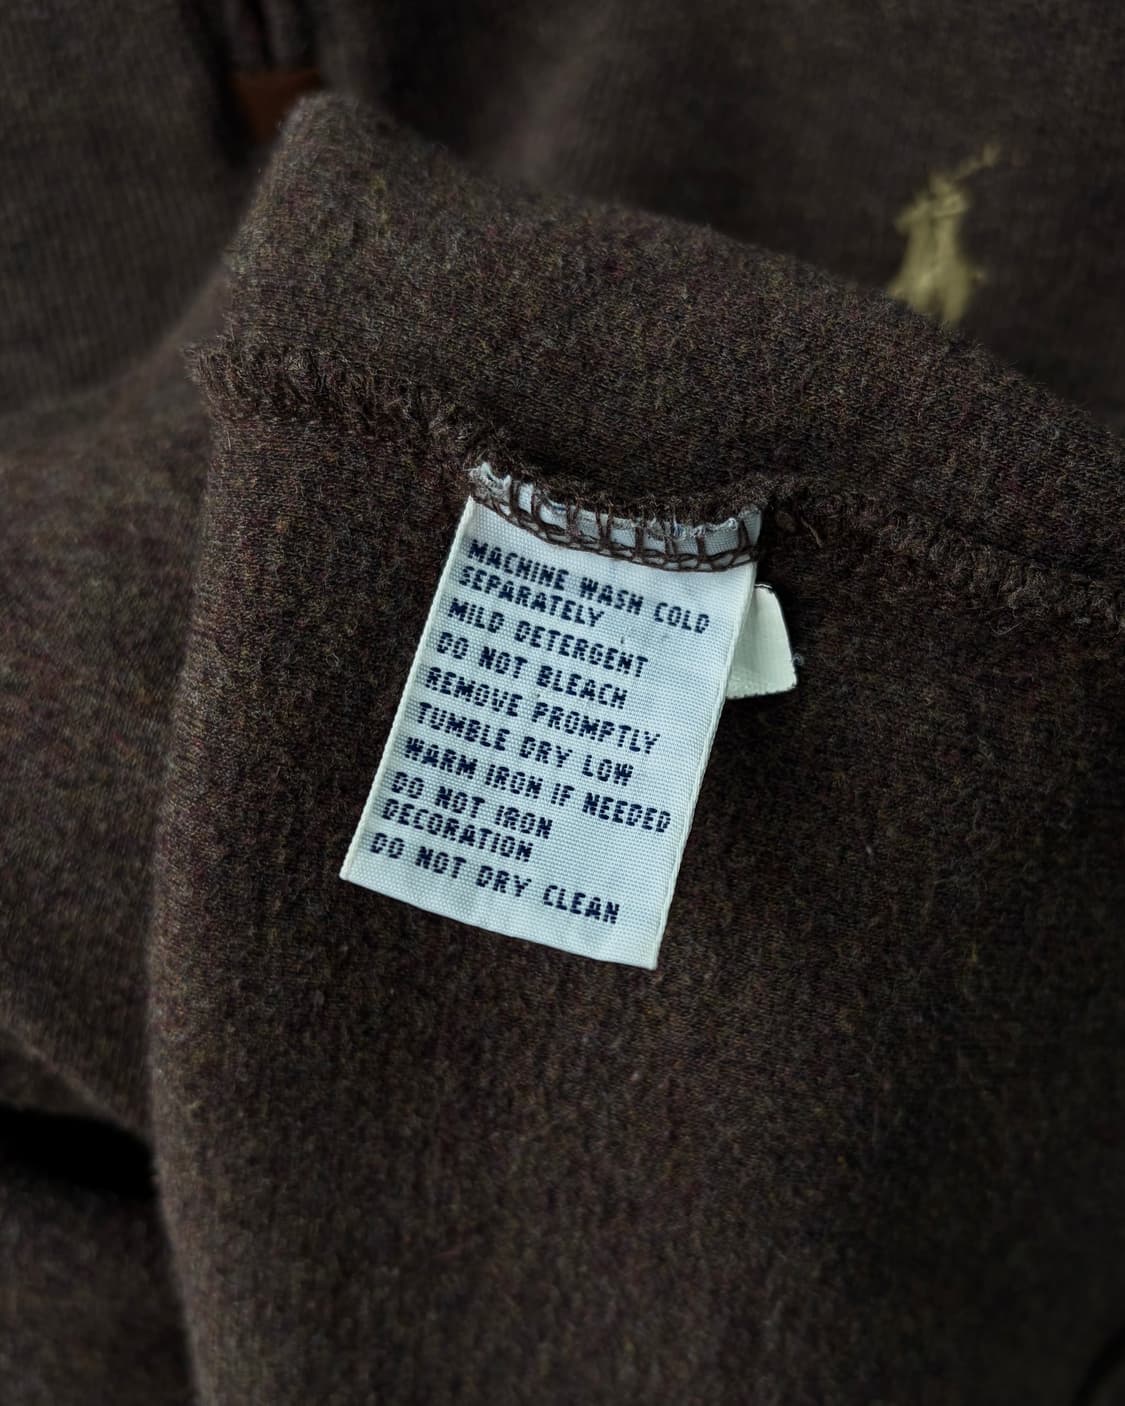 MACHINE WASH COLD
SEPARATELY
MILD DETERGENT
DO NOT BLEACH
REMOVE PROMPTLY
TUMBLE DRY LOW
WARM IRON IF NEEDED
DO NOT IRON
DECORATION
DO NOT DRY CLEAN